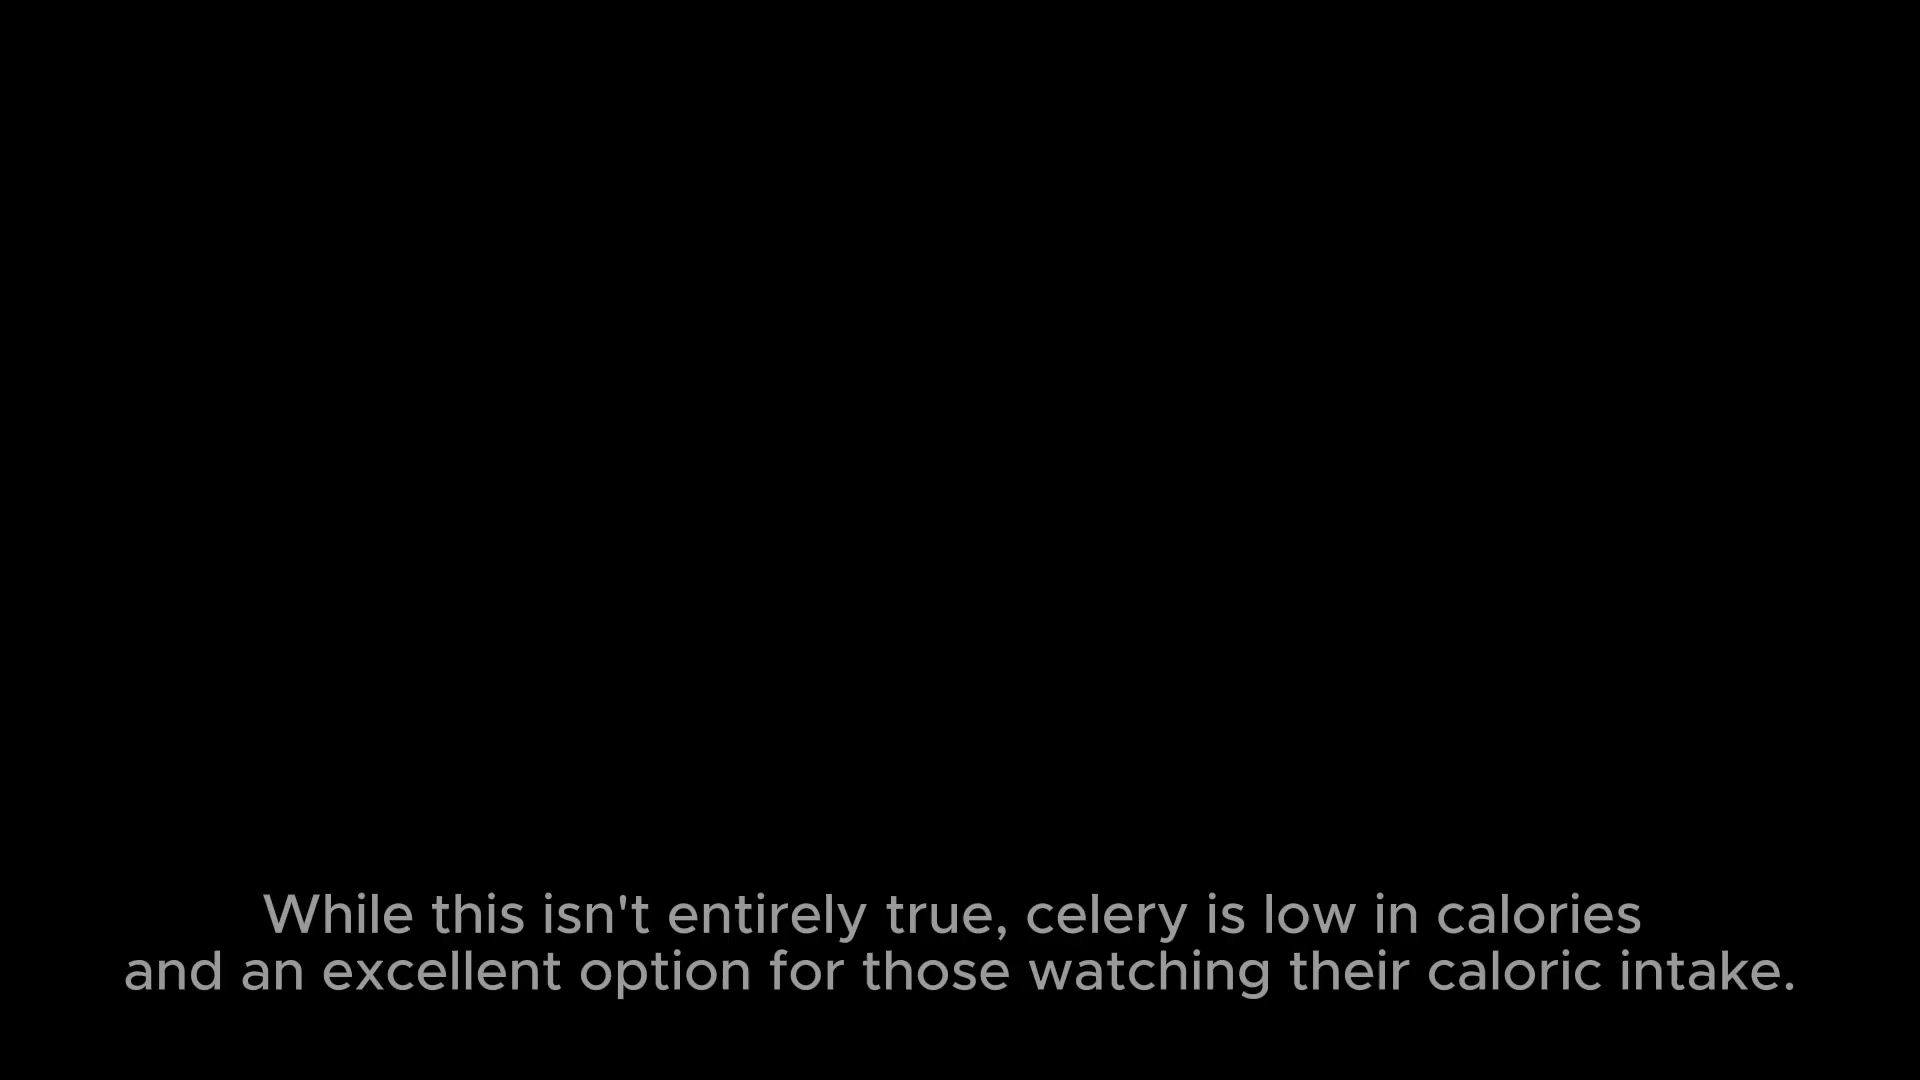 While this isn't entirely true, celery is low in calories
and an excellent option for those watching their caloric intake.